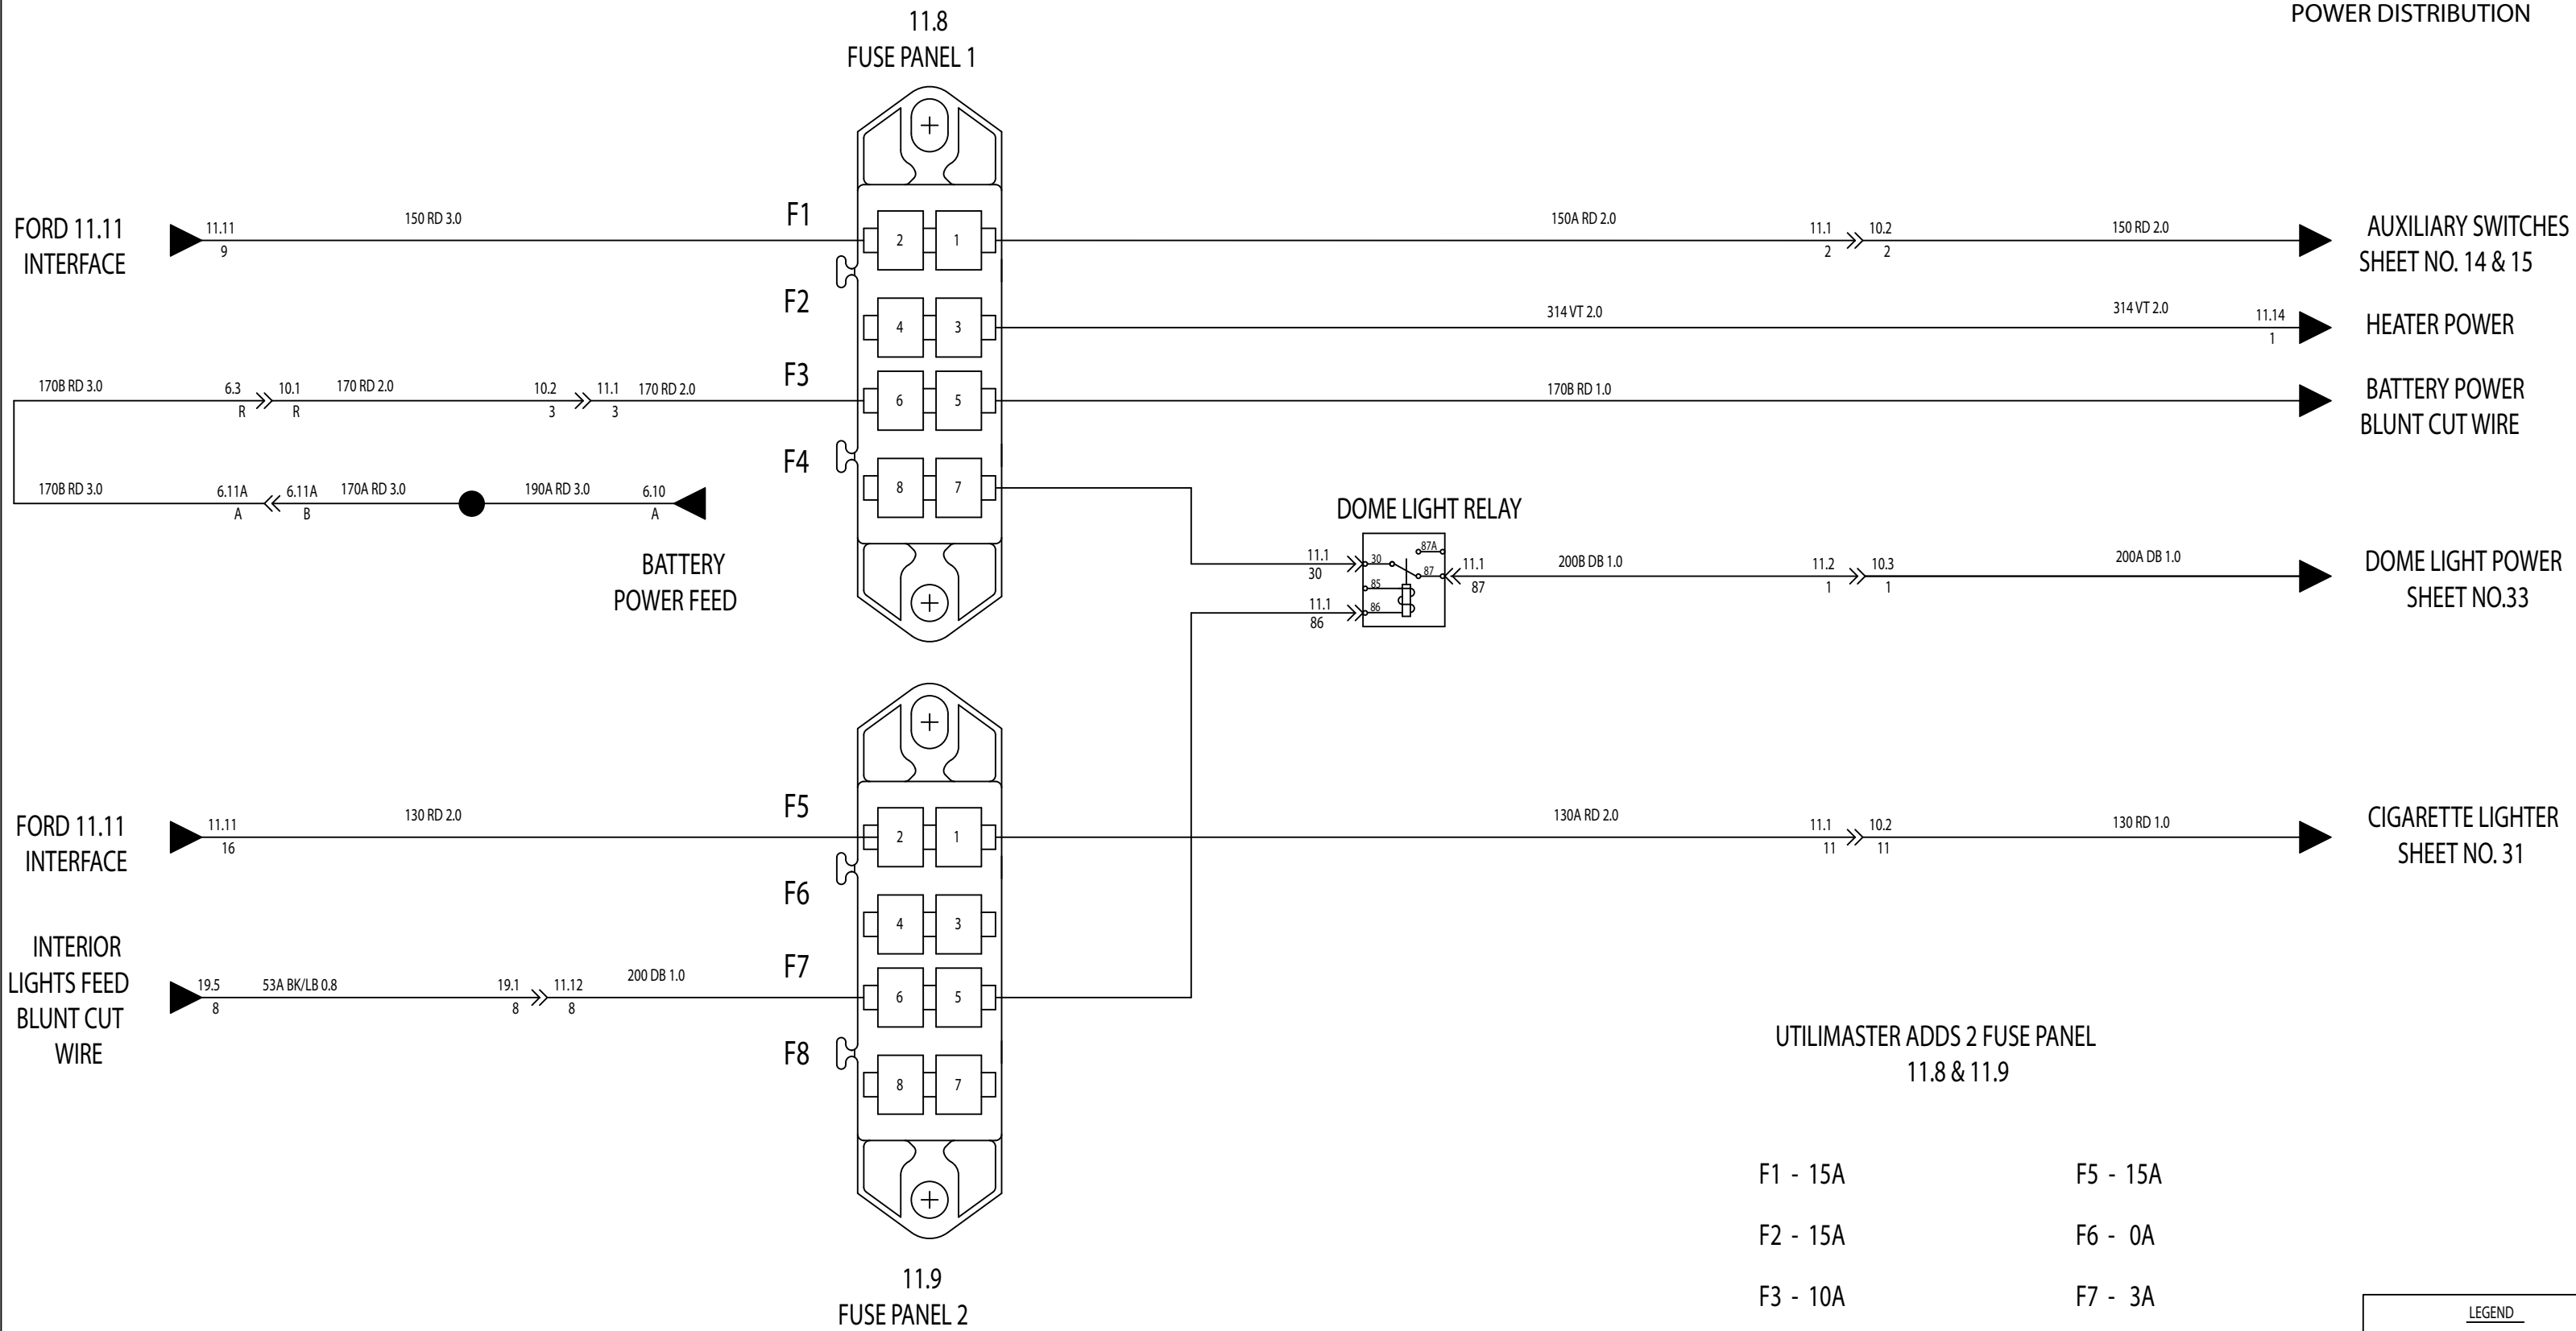 POWER DISTRIBUTION
11.8
FUSE PANEL 1
FORD 11.11
INTERFACE
11.11
9
150 RD 3.0
F1
2 1
150A RD 2.0
11.1 10.2
2 2
150 RD 2.0
AUXILIARY SWITCHES
SHEET NO. 14 & 15
F2
4 3
314 VT 2.0
314 VT 2.0
11.14
1
HEATER POWER
170B RD 3.0
6.3 10.1
R R
170 RD 2.0
10.2 11.1
3 3
170 RD 2.0
F3
6 5
170B RD 1.0
BATTERY POWER
BLUNT CUT WIRE
F4
8 7
170B RD 3.0
6.11A 6.11A
A B
170A RD 3.0
190A RD 3.0
6.10
A
BATTERY
POWER FEED
DOME LIGHT RELAY
11.1
30
30
87A
85
86
87
11.1
86
11.1
87
200B DB 1.0
11.2 10.3
1 1
200A DB 1.0
DOME LIGHT POWER
SHEET NO.33
FORD 11.11
INTERFACE
11.11
16
130 RD 2.0
F5
2 1
130A RD 2.0
11.1 10.2
11 11
130 RD 1.0
CIGARETTE LIGHTER
SHEET NO. 31
F6
4 3
INTERIOR
LIGHTS FEED
BLUNT CUT
WIRE
19.5
8
53A BK/LB 0.8
19.1 11.12
8 8
200 DB 1.0
F7
6 5
F8
8 7
11.9
FUSE PANEL 2
UTILIMASTER ADDS 2 FUSE PANEL
11.8 & 11.9
F1 - 15A F5 - 15A
F2 - 15A F6 - 0A
F3 - 10A F7 - 3A
LEGEND